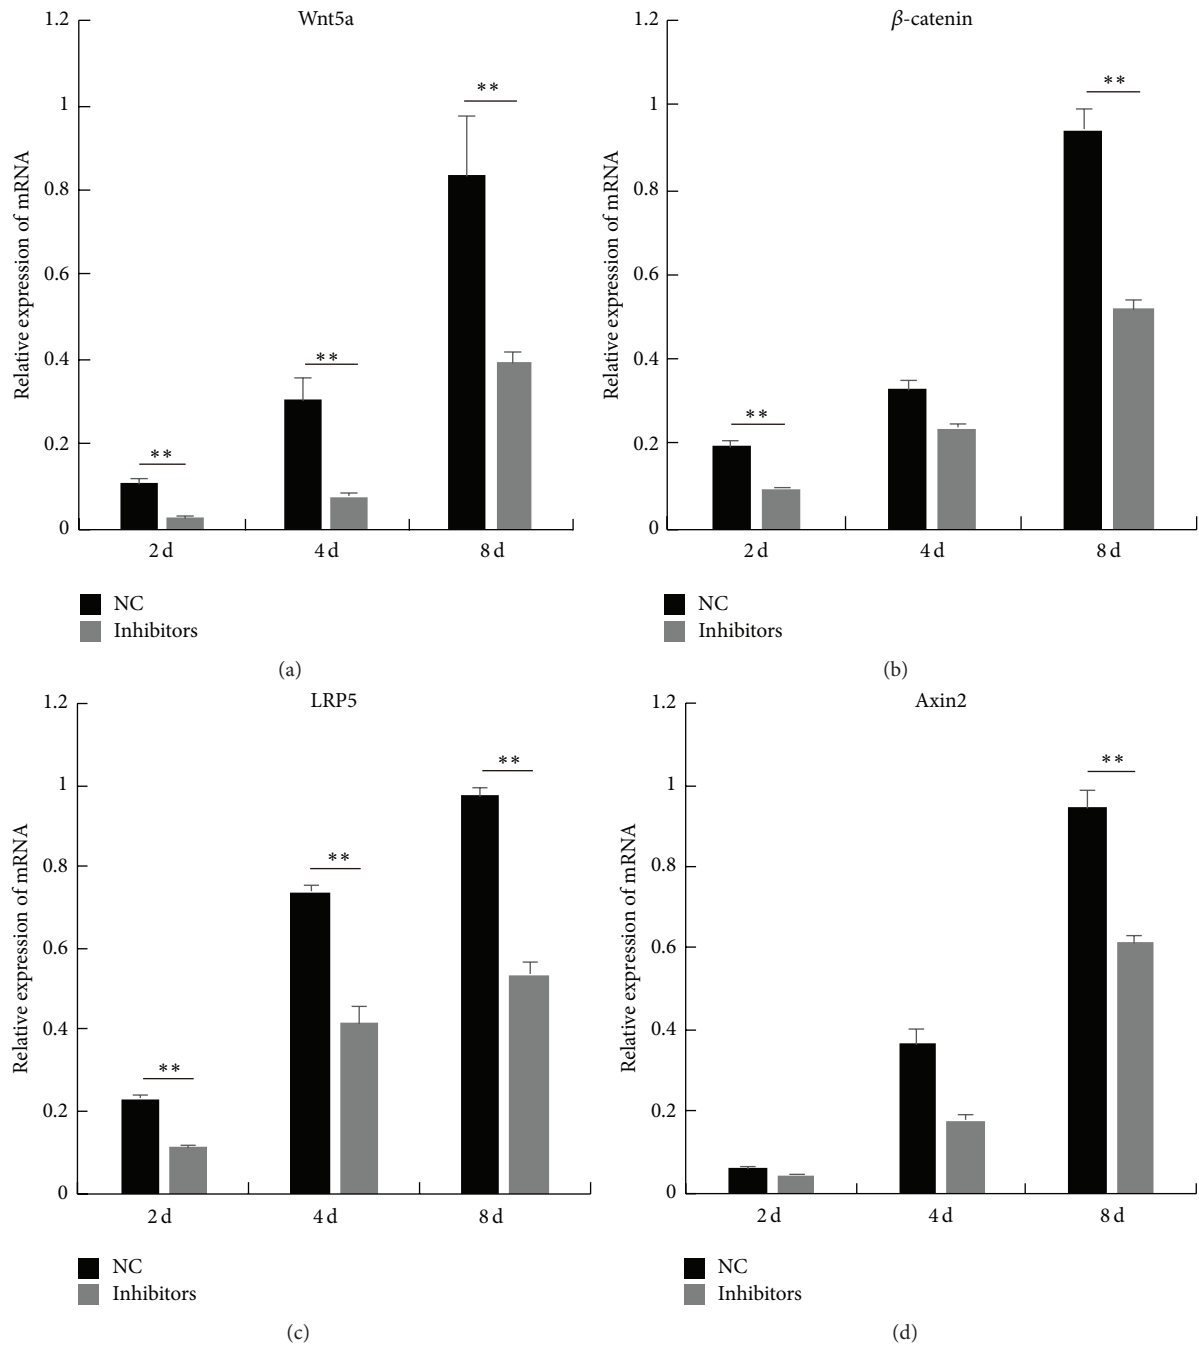 Wnt5a
1.2
1
0.8
0.6
0.4
0.2
0
Relative expression of mRNA
**
**
**
2 d 4 d 8 d
NC
Inhibitors
(a)
β-catenin
1.2
1
0.8
0.6
0.4
0.2
0
Relative expression of mRNA
**
**
2 d 4 d 8 d
NC
Inhibitors
(b)
LRP5
1.2
1
0.8
0.6
0.4
0.2
0
Relative expression of mRNA
**
**
**
2 d 4 d 8 d
NC
Inhibitors
(c)
Axin2
1.2
1
0.8
0.6
0.4
0.2
0
Relative expression of mRNA
**
2 d 4 d 8 d
NC
Inhibitors
(d)